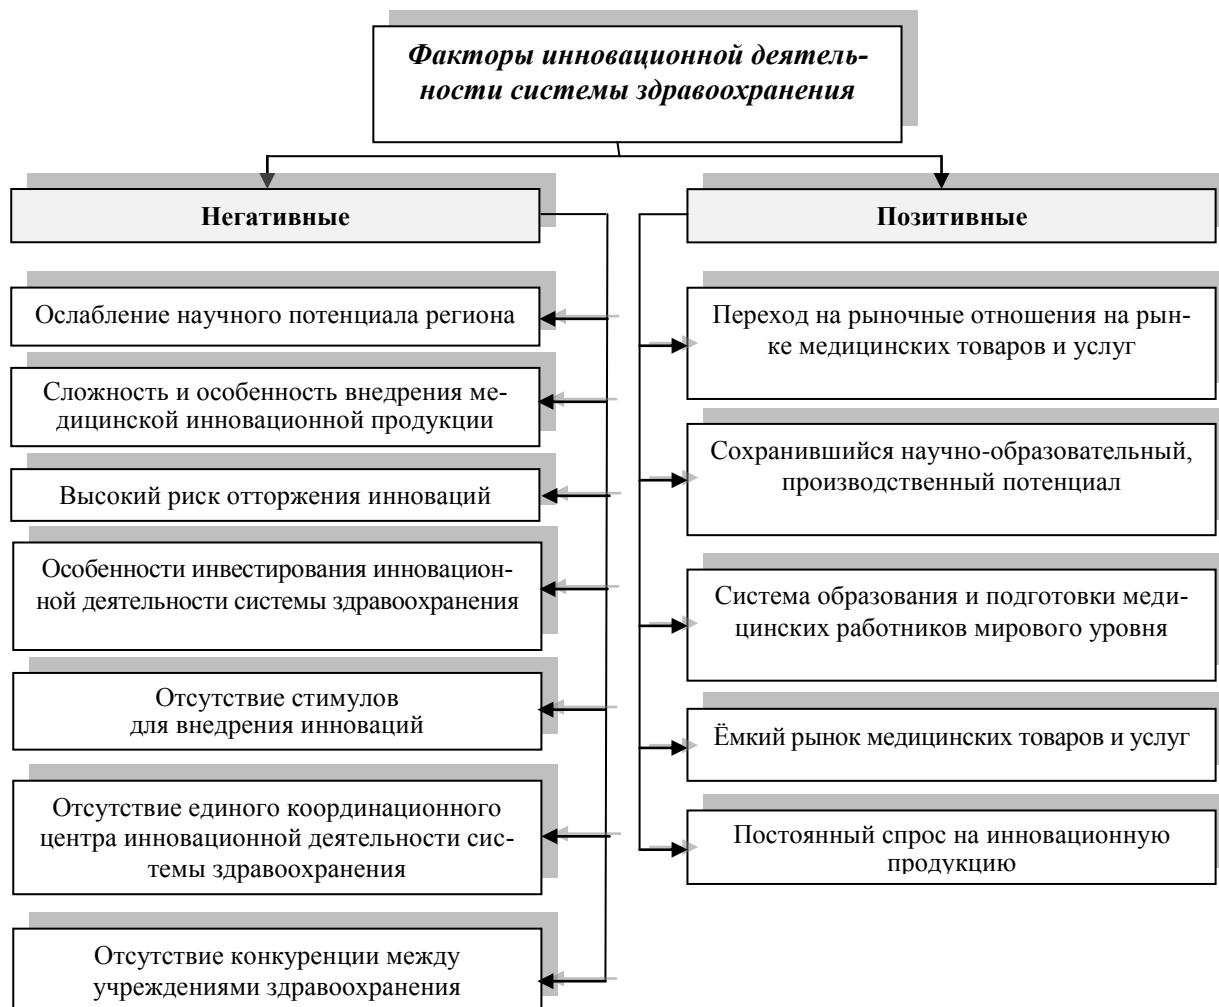 Факторы инновационной деятель-
ности системы здравоохранения
Негативные
Ослабление научного потенциала региона
Сложность и особенность внедрения ме-
дицинской инновационной продукции
Высокий риск отторжения инноваций
Особенности инвестирования инновацион-
ной деятельности системы здравоохранения
Отсутствие стимулов
для внедрения инноваций
Отсутствие единого координационного
центра инновационной деятельности сис-
темы здравоохранения
Отсутствие конкуренции между
учреждениями здравоохранения
Позитивные
Переход на рыночные отношения на рын-
ке медицинских товаров и услуг
Сохранившийся научно-образовательный,
производственный потенциал
Система образования и подготовки меди-
цинских работников мирового уровня
Ёмкий рынок медицинских товаров и услуг
Постоянный спрос на инновационную
продукцию